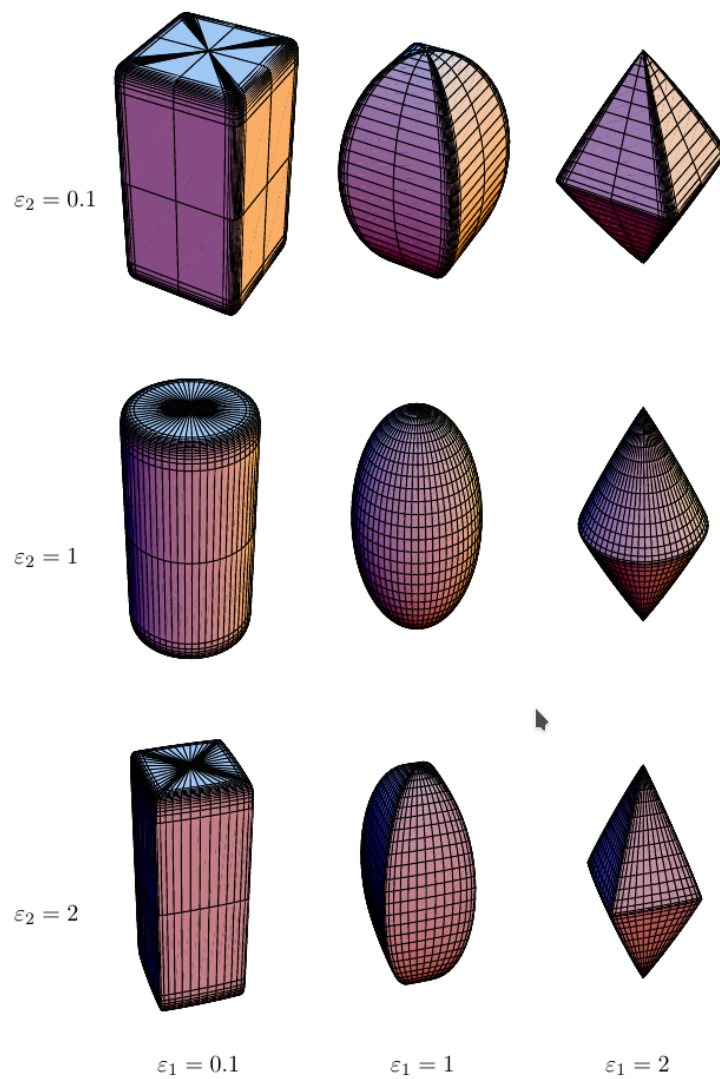 ε₂ = 0.1
ε₂ = 1
ε₂ = 2
ε₁ = 0.1 ε₁ = 1 ε₁ = 2